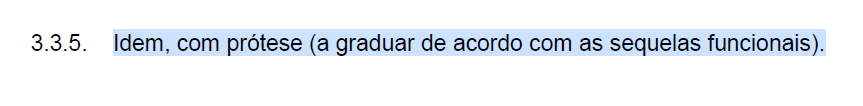 3.3.5. Idem, com prótese (a graduar de acordo com as sequelas funcionais).